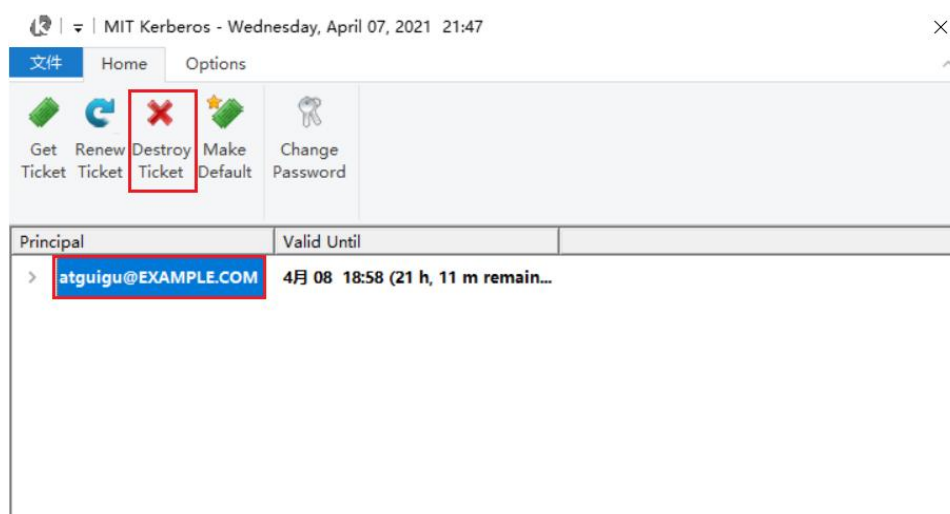 MIT Kerberos - Wednesday, April 07, 2021 21:47
文件 Home Options
Get Renew Destroy Make Change
Ticket Ticket Ticket Default Password
Principal Valid Until
atguigu@EXAMPLE.COM 4月 08 18:58 (21 h, 11 m remain...